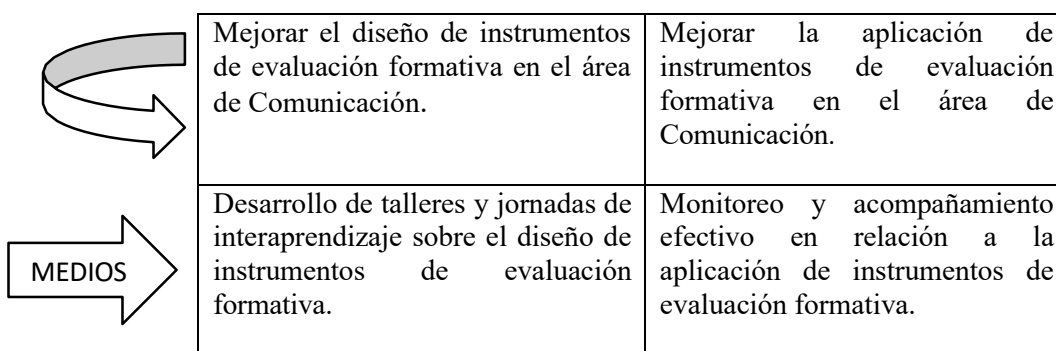 Mejorar el diseño de instrumentos
de evaluación formativa en el área
de Comunicación.
Mejorar la aplicación de
instrumentos de evaluación
formativa en el área de
Comunicación.
MEDIOS
Desarrollo de talleres y jornadas de
interaprendizaje sobre el diseño de
instrumentos de evaluación
formativa.
Monitoreo y acompañamiento
efectivo en relación a la
aplicación de instrumentos de
evaluación formativa.